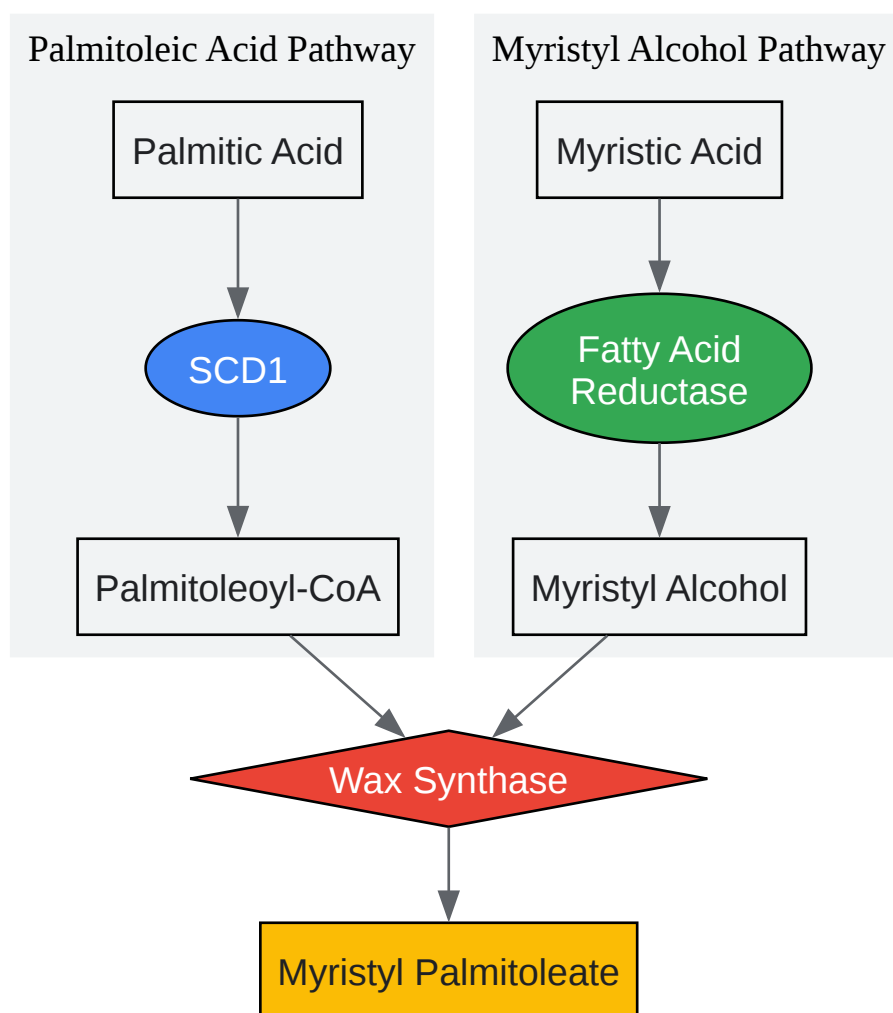 Palmitoleic Acid Pathway
Myristyl Alcohol Pathway
Palmitic Acid
Myristic Acid
SCD1
Fatty Acid
Reductase
Palmitoleoyl-CoA
Myristyl Alcohol
Wax Synthase
Myristyl Palmitoleate